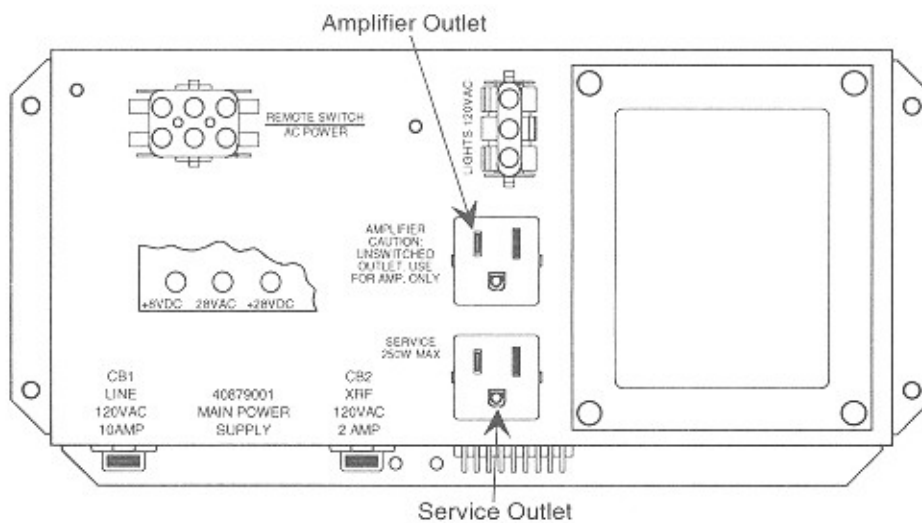 Amplifier Outlet
REMOTE SWITCH
AC POWER
LIGHTS 120VAC
AMPLIFIER
CAUTION:
UNSWITCHED
OUTLET, USE
FOR AMP. ONLY
+8VDC 28VAC +28VDC
SERVICE
250W MAX
CB1
LINE
120VAC
10AMP
40879001
MAIN POWER
SUPPLY
CB2
XRF
120VAC
2 AMP
Service Outlet